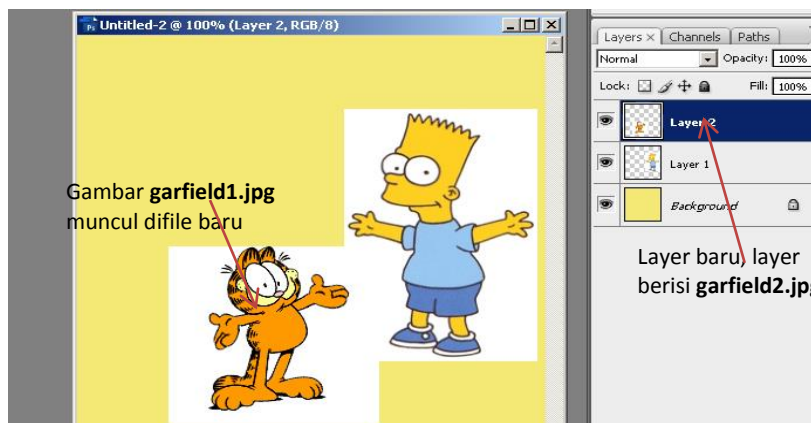 Untitled-2 @ 100% (Layer 2, RGB/8)
Layers × Channels Paths
Normal Opacity: 100%
Lock: Fill: 100%
Layer 2
Layer 1
Background
Gambar garfield1.jpg
muncul difile baru
Layer baru, layer
berisi garfield2.jpg